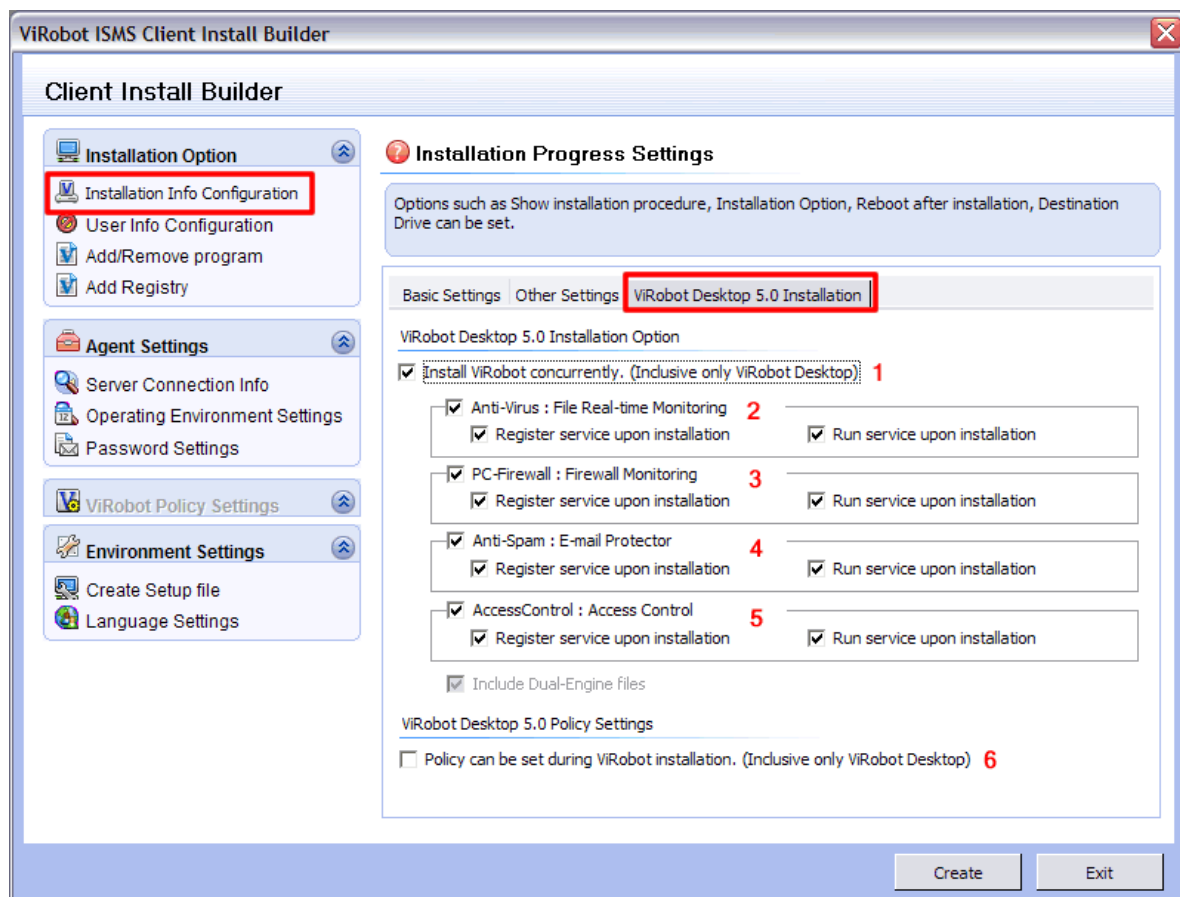 ViRobot ISMS Client Install Builder
Client Install Builder
Installation Option
Installation Info Configuration
User Info Configuration
Add/Remove program
Add Registry
Agent Settings
Server Connection Info
Operating Environment Settings
Password Settings
ViRobot Policy Settings
Environment Settings
Create Setup file
Language Settings
Installation Progress Settings
Options such as Show installation procedure, Installation Option, Reboot after installation, Destination
Drive can be set.
Basic Settings Other Settings ViRobot Desktop 5.0 Installation
ViRobot Desktop 5.0 Installation Option
Install ViRobot concurrently. (Inclusive only ViRobot Desktop) 1
Anti-Virus : File Real-time Monitoring 2
Register service upon installation Run service upon installation
PC-Firewall : Firewall Monitoring 3
Register service upon installation Run service upon installation
Anti-Spam : E-mail Protector 4
Register service upon installation Run service upon installation
AccessControl : Access Control 5
Register service upon installation Run service upon installation
Include Dual-Engine files
ViRobot Desktop 5.0 Policy Settings
Policy can be set during ViRobot installation. (Inclusive only ViRobot Desktop) 6
Create Exit